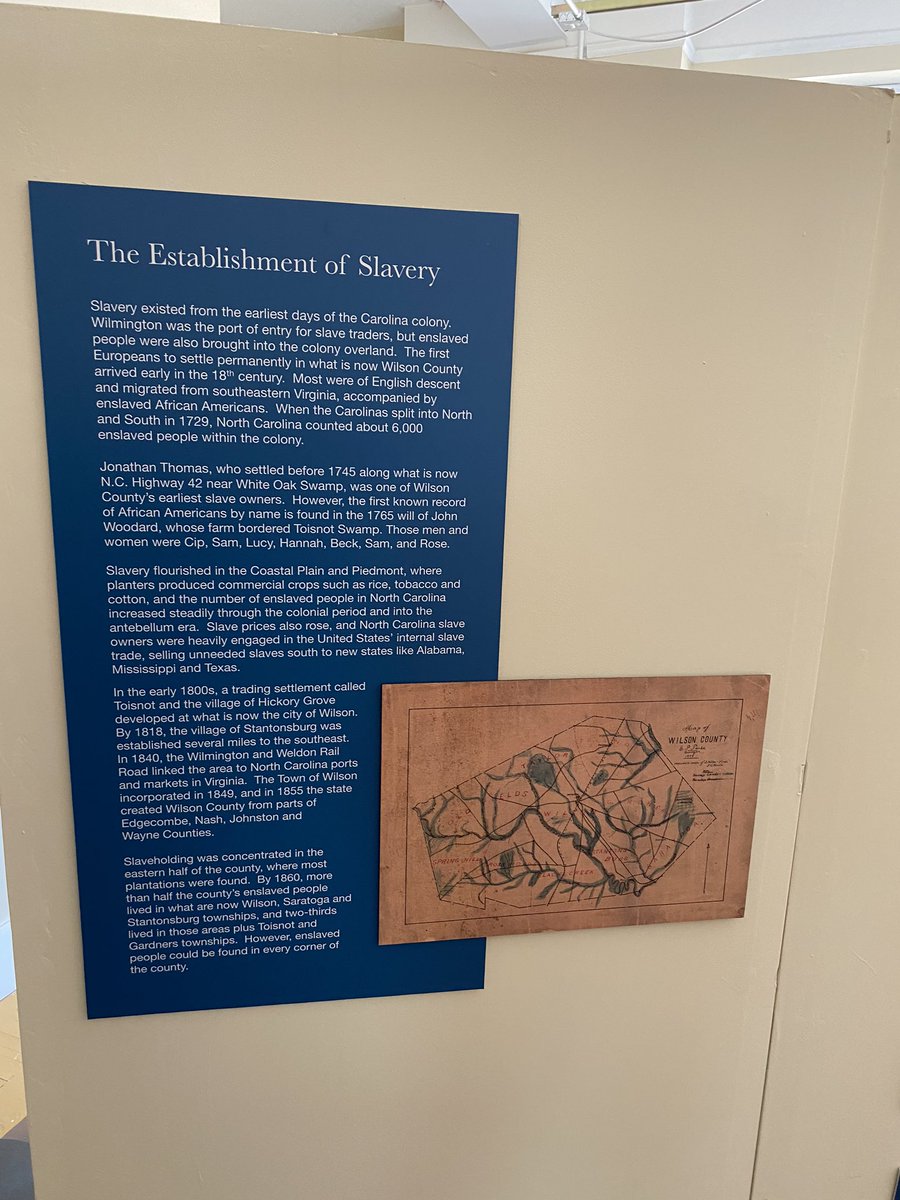 The Establishment of Slavery
Slavery existed from the earliest days of the Carolina colony.
Wilmington was the port of entry for slave traders, but enslaved
people were also brought into the colony overland.  The first
Europeans to settle permanently in what is now Wilson County
arrived early in the 18th century.  Most were of English descent
and migrated from southeastern Virginia, accompanied by
enslaved African Americans.  When the Carolinas split into North
and South in 1729, North Carolina counted about 6,000
enslaved people within the colony.
Jonathan Thomas, who settled before 1745 along what is now
N.C. Highway 42 near White Oak Swamp, was one of Wilson
County's earliest slave owners.  However, the first known record
of African Americans by name is found in the 1765 will of John
Woodard, whose farm bordered Toisnot Swamp. Those men and
women were Cip, Sam, Lucy, Hannah, Beck, Sam, and Rose.
Slavery flourished in the Coastal Plain and Piedmont, where
planters produced commercial crops such as rice, tobacco and
cotton, and the number of enslaved people in North Carolina
increased steadily through the colonial period and into the
antebellum era.  Slave prices also rose, and North Carolina slave
owners were heavily engaged in the United States' internal slave
trade, selling unneeded slaves south to new states like Alabama,
Mississippi and Texas.
In the early 1800s, a trading settlement called
Toisnot and the village of Hickory Grove
developed at what is now the city of Wilson.
By 1818, the village of Stantonsburg was
established several miles to the southeast.
In 1840, the Wilmington and Weldon Rail
Road linked the area to North Carolina ports
and markets in Virginia.  The Town of Wilson
incorporated in 1849, and in 1855 the state
created Wilson County from parts of
Edgecombe, Nash, Johnston and
Wayne Counties.
Slaveholding was concentrated in the
eastern half of the county, where most
plantations were found.  By 1860, more
than half the county's enslaved people
lived in what are now Wilson, Saratoga and
Stantonsburg townships, and two-thirds
lived in those areas plus Toisnot and
Gardners townships.  However, enslaved
people could be found in every corner of
the county.
Map of
WILSON COUNTY